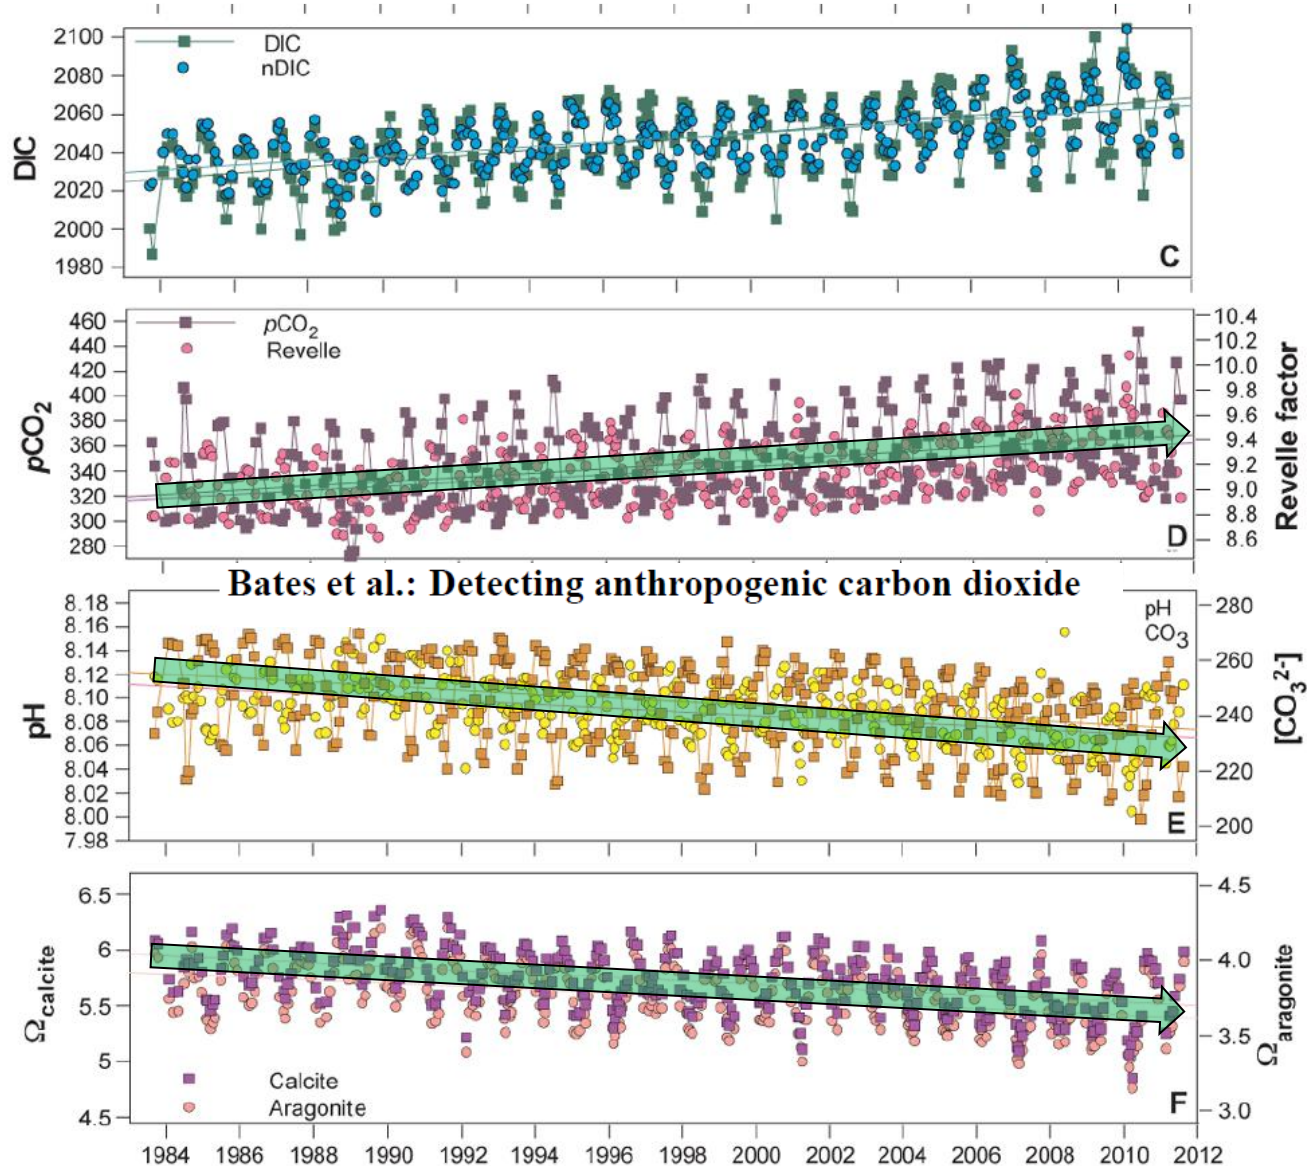 2100
2080
2060
2040
2020
2000
1980
DIC
DIC
nDIC
C
460
440
420
400
380
360
340
320
300
280
pCO2
pCO2
Revelle
10.4
10.2
10.0
9.8
9.6
9.4
9.2
9.0
8.8
8.6
Revelle factor
D
Bates et al.: Detecting anthropogenic carbon dioxide
8.18
8.16
8.14
8.12
8.10
8.08
8.06
8.04
8.02
8.00
7.98
pH
pH
CO3
280
260
240
220
200
[CO3 2-]
E
6.5
6
5.5
5
4.5
Ωcalcite
Calcite
Aragonite
4.5
4.0
3.5
3.0
Ωaragonite
F
1984 1986 1988 1990 1992 1994 1996 1998 2000 2002 2004 2006 2008 2010 2012